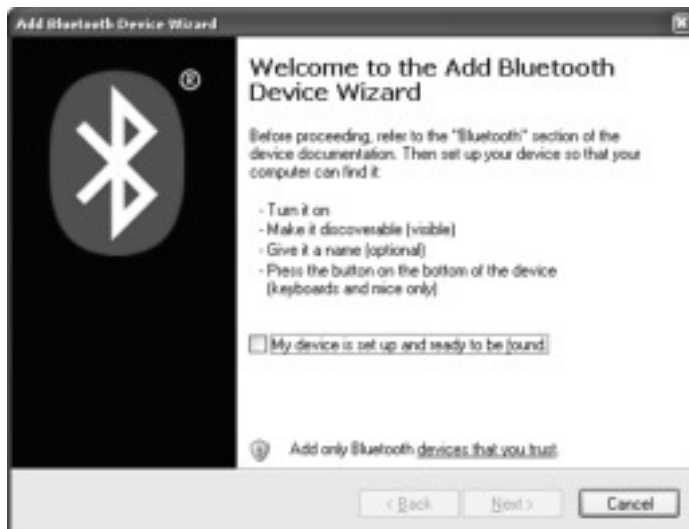 Add Bluetooth Device Wizard
®
Welcome to the Add Bluetooth
Device Wizard
Before proceeding, refer to the "Bluetooth" section of the
device documentation. Then set up your device so that your
computer can find it:
- Turn it on
- Make it discoverable (visible)
- Give it a name (optional)
- Press the button on the bottom of the device
(keyboards and mice only)
My device is set up and ready to be found.
Add only Bluetooth devices that you trust.
< Back
Next >
Cancel